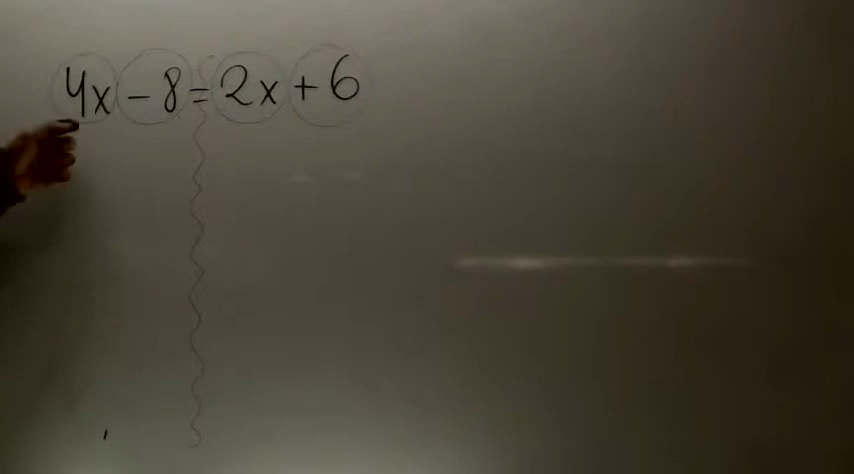 4x - 8 = 2x + 6